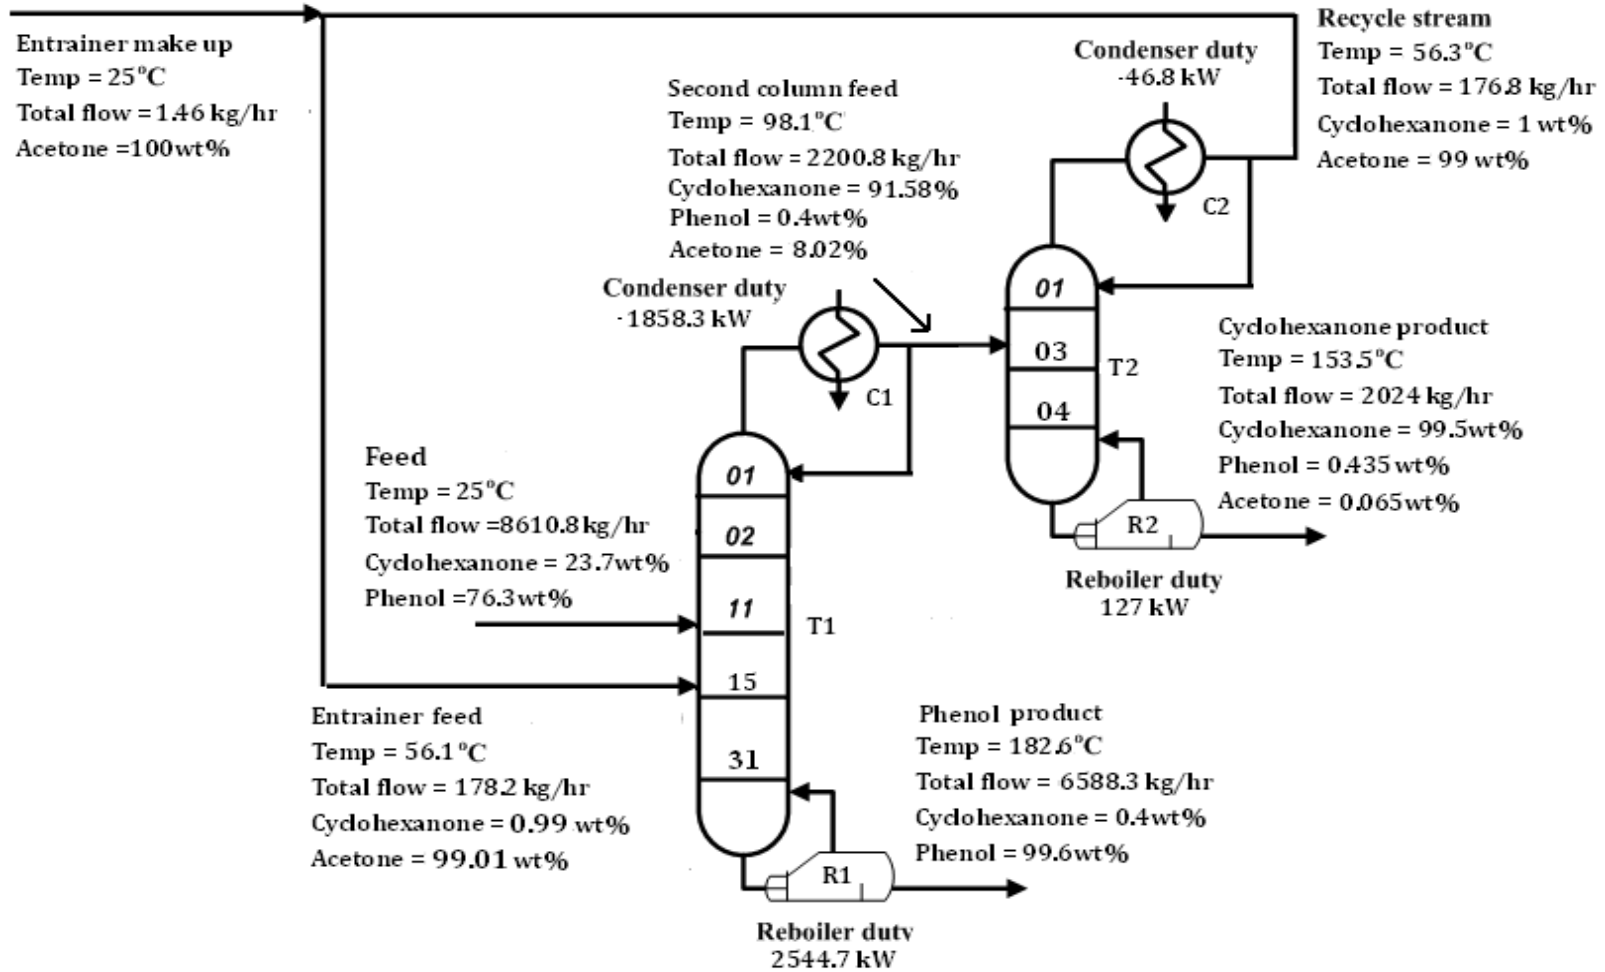 Entrainer make up
Temp = 25°C
Total flow =1.46 kg/hr
Acetone =100wt%
Recycle stream
Temp = 56.3°C
Total flow = 176.8 kg/hr
Cyclohexanone = 1 wt%
Acetone = 99 wt%
Condenser duty
-46.8 kW
C2
Second column feed
Temp = 98.1°C
Total flow = 2200.8 kg/hr
Cyclohexanone = 91.58%
Phenol = 0.4wt%
Acetone = 8.02%
Condenser duty
-1858.3 kW
C1
01
03
04
T2
Cyclohexanone product
Temp = 153.5°C
Total flow = 2024 kg/hr
Cyclohexanone = 99.5wt%
Phenol = 0.435 wt%
Acetone = 0.065wt%
R2
Reboiler duty
127 kW
Feed
Temp = 25°C
Total flow =8610.8 kg/hr
Cyclohexanone = 23.7wt%
Phenol =76.3wt%
01
02
11
15
31
T1
Entrainer feed
Temp = 56.1°C
Total flow = 178.2 kg/hr
Cyclohexanone = 0.99 wt%
Acetone = 99.01 wt%
Phenol product
Temp = 182.6°C
Total flow = 6588.3 kg/hr
Cyclohexanone = 0.4wt%
Phenol = 99.6wt%
R1
Reboiler duty
2544.7 kW